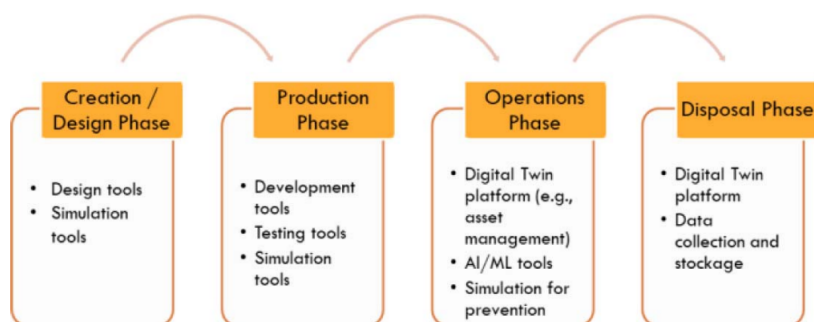 Creation /
Design Phase
• Design tools
• Simulation
tools
Production
Phase
• Development
tools
• Testing tools
• Simulation
tools
Operations
Phase
• Digital Twin
platform (e.g.,
asset
management)
• AI/ML tools
• Simulation for
prevention
Disposal Phase
• Digital Twin
platform
• Data
collection and
stockage